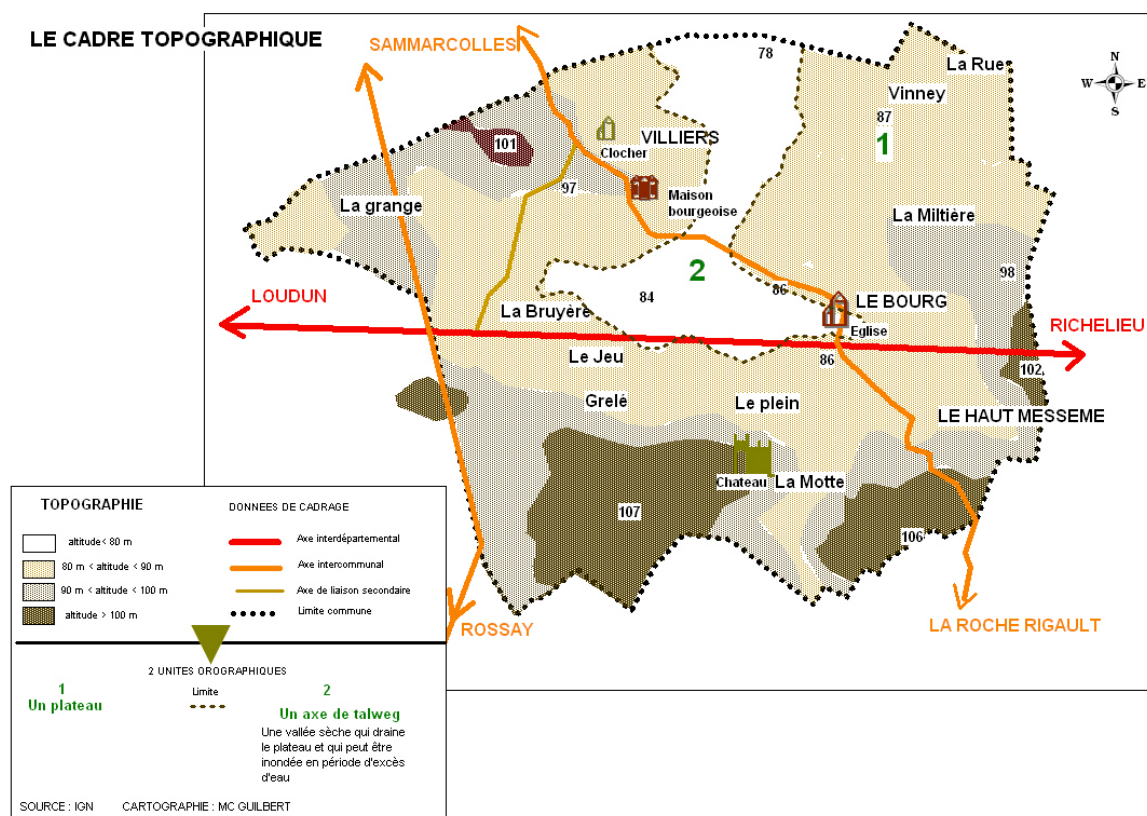 LE CADRE TOPOGRAPHIQUE
SAMMARCOLLES
78
La Rue
Vinney
87
1
N
W E
S
101
VILLIERS
Clocher
97
Maison
bourgeoise
La grange
La Miltière
98
2
LOUDUN
84
86
LE BOURG
La Bruyère
Eglise
RICHELIEU
Le Jeu
86
102,
Grelé
Le plein
LE HAUT MESSEME
Chateau
La Motte
107
106
ROSSAY
LA ROCHE RIGAULT
TOPOGRAPHIE
altitude< 80 m
80 m < altitude < 90 m
90 m < altitude < 100 m
altitude > 100 m
DONNEES DE CADRAGE
Axe interdépartemental
Axe intercommunal
Axe de liaison secondaire
Limite commune
2 UNITES OROGRAPHIQUES
1
Un plateau
Limite
2
Un axe de talweg
Une vallée sèche qui draine
le plateau et qui peut être
inondée en période d'excès
d'eau
SOURCE : IGN CARTOGRAPHIE : MC GUILBERT